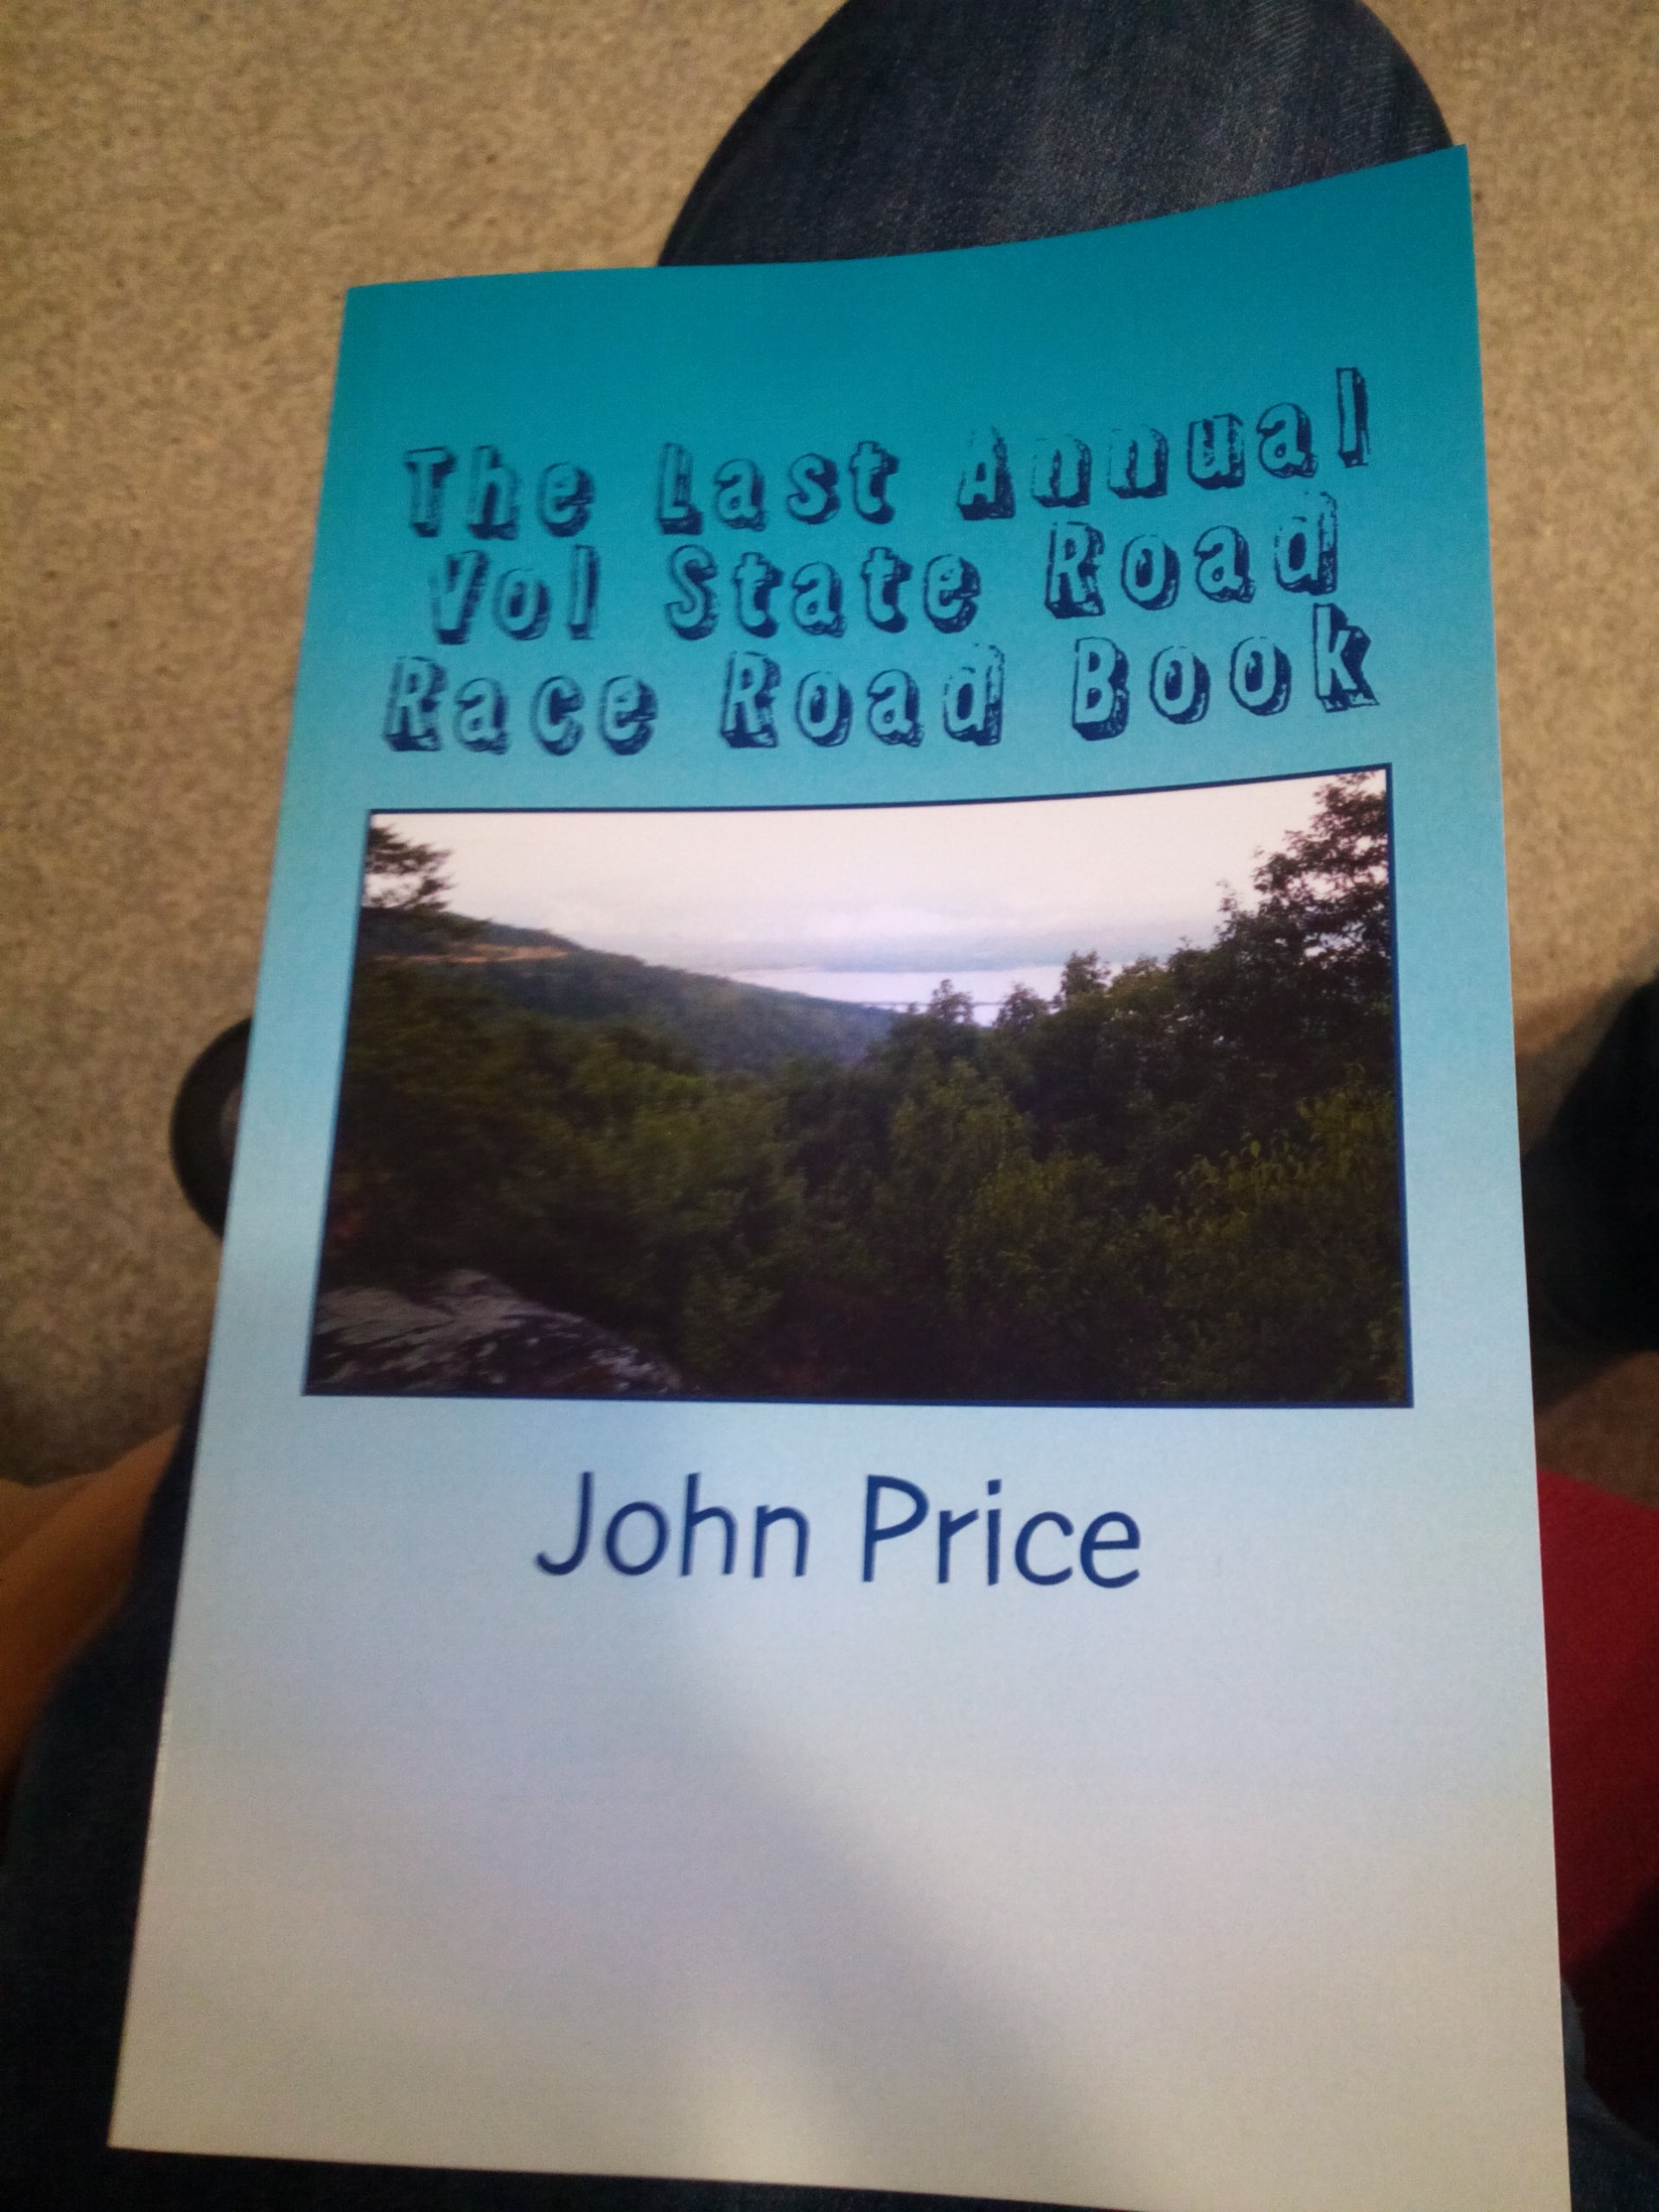 The Last Annual
Vol State Road
Race Road Book
John Price